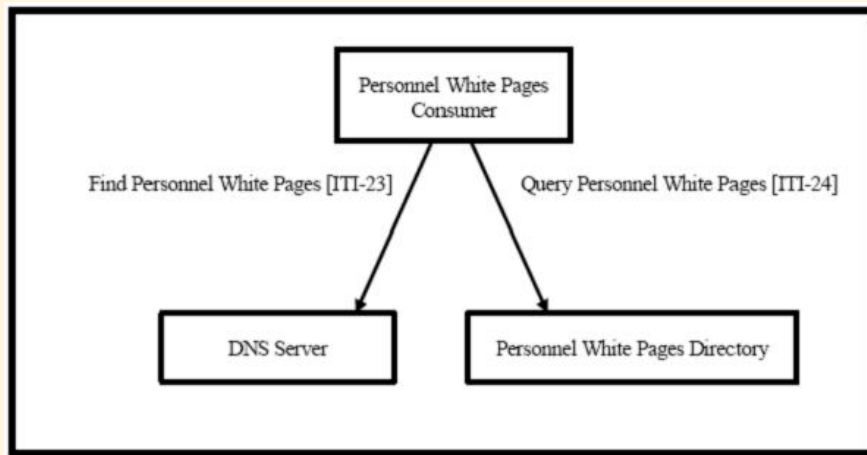 Personnel White Pages
Consumer
Find Personnel White Pages [ITI-23]
Query Personnel White Pages [ITI-24]
DNS Server
Personnel White Pages Directory